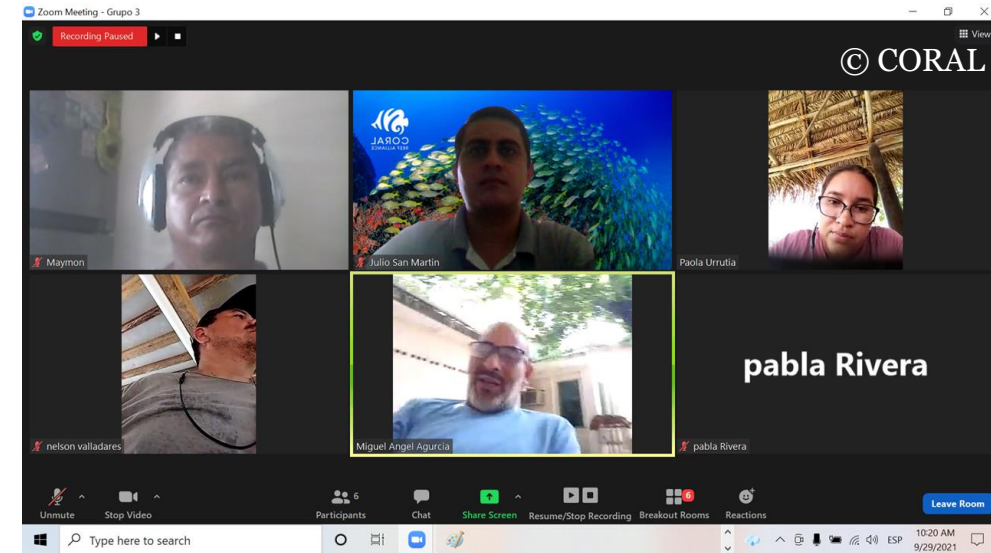 Zoom Meeting - Grupo 3
Recording Paused
View
© CORAL
CORAL
REEF ALLIANCE
Maymon
Julio San Martin
Paola Urrutia
nelson valladares
Miguel Angel Agurcia
pabla Rivera
pabla Rivera
Unmute
Stop Video
6
Participants
Chat
Share Screen
Resume/Stop Recording
6
Breakout Rooms
Reactions
Leave Room
Type here to search
ESP
10:20 AM
9/29/2021